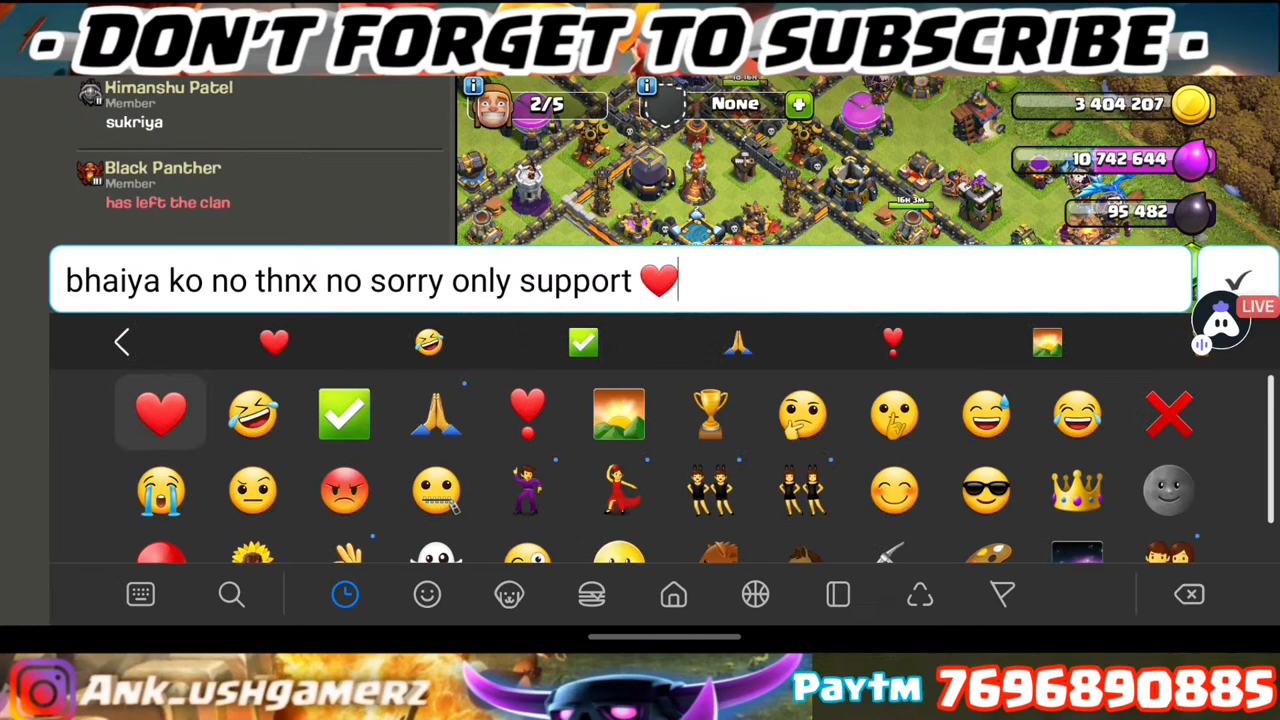 - DON'T FORGET TO SUBSCRIBE -
Himanshu Patel
Member
sukriya
Black Panther
Member
has left the clan
2/5
None
3 404 207
10 742 644
95 482
16h 3m
bhaiya ko no thnx no sorry only support ❤️
LIVE
Ank_ushgamerz
Paytm 7696890885